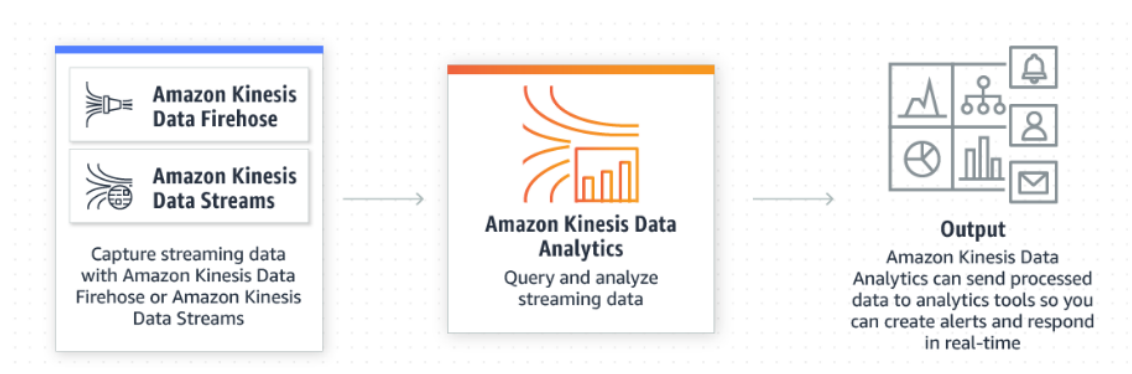 Amazon Kinesis
Data Firehose
Amazon Kinesis
Data Streams
Capture streaming data
with Amazon Kinesis Data
Firehose or Amazon Kinesis
Data Streams
Amazon Kinesis Data
Analytics
Query and analyze
streaming data
Output
Amazon Kinesis Data
Analytics can send processed
data to analytics tools so you
can create alerts and respond
in real-time